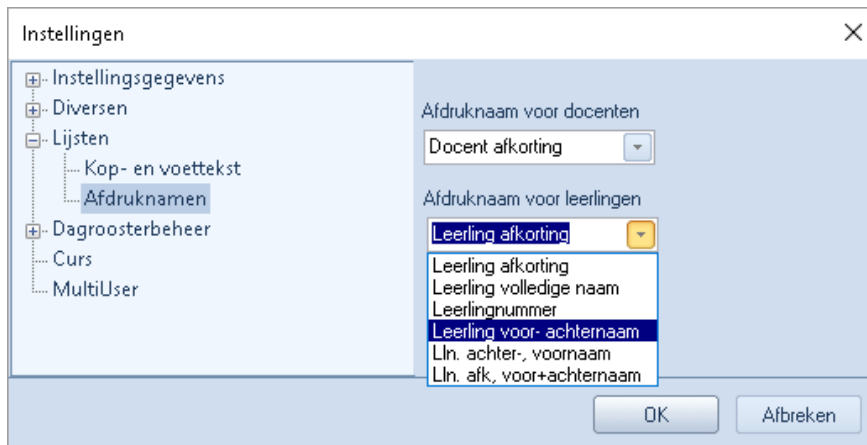 Instellingen
Instellingsgegevens
Diversen
Lijsten
Kop- en voettekst
Afdruknamen
Dagroosterbeheer
Curs
MultiUser
Afdruknaam voor docenten
Docent afkorting
Afdruknaam voor leerlingen
Leerling afkorting
Leerling afkorting
Leerling volledige naam
Leerlingnummer
Leerling voor- achternaam
Lln. achter-, voornaam
Lln. afk, voor+achternaam
OK
Afbreken